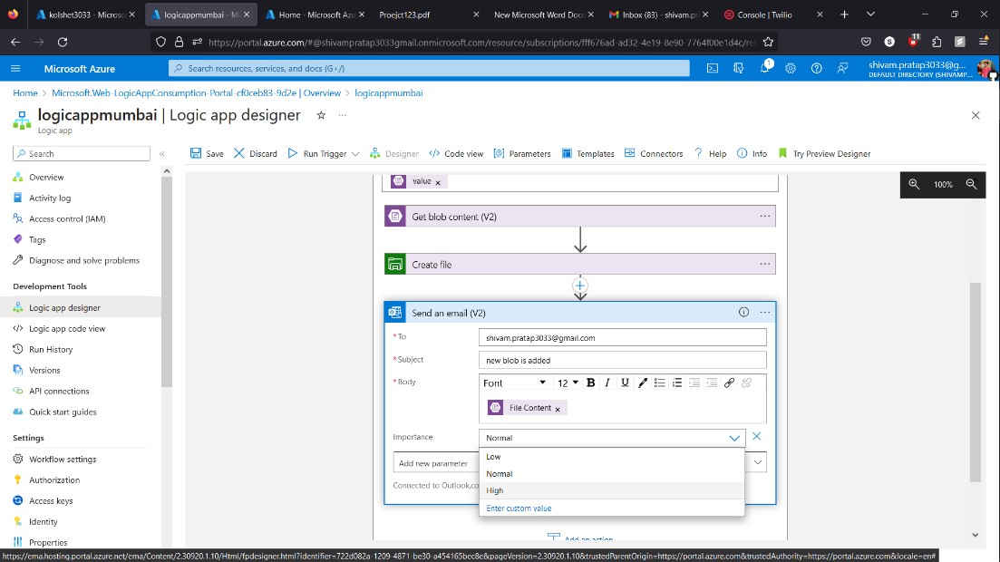 kolshet3033 - Microso
logicappmumbai - Mi
Home - Microsoft Azu
Proejct123.pdf
New Microsoft Word Docu
Inbox (83) - shivam.pra
Console | Twilio
https://portal.azure.com/#@shivampratap3033gmail.onmicrosoft.com/resource/subscriptions/fff676ad-ad32-4e19-8e90-7764f00e1d4c/re
11
Microsoft Azure
Search resources, services, and docs (G+/)
1
shivam.pratap3033@g...
DEFAULT DIRECTORY (SHIVAMP...
Home > Microsoft.Web-LogicAppConsumption-Portal-cf0ceb83-9d2e | Overview > logicappmumbai
logicappmumbai | Logic app designer
Logic app
Search
Save Discard Run Trigger Designer Code view Parameters Templates Connectors Help Info Try Preview Designer
Overview
Activity log
Access control (IAM)
Tags
Diagnose and solve problems
Development Tools
Logic app designer
Logic app code view
Run History
Versions
API connections
Quick start guides
Settings
Workflow settings
Authorization
Access keys
Identity
Properties
100%
value
Get blob content (V2)
Create file
Send an email (V2)
* To
shivam.pratap3033@gmail.com
* Subject
new blob is added
* Body
Font 12 B I U
File Content
Importance
Normal
Low
Normal
High
Enter custom value
Add new parameter
Connected to Outlook.co
Add an action
https://ema.hosting.portal.azure.net/ema/Content/2.30920.1.10/Html/fpdesigner.html?identifier=722d082a-1209-4871-be30-a454165bec8e&pageVersion=2.30920.1.10&trustedParentOrigin=https://portal.azure.com&trustedAuthority=https://portal.azure.com&locale=en#